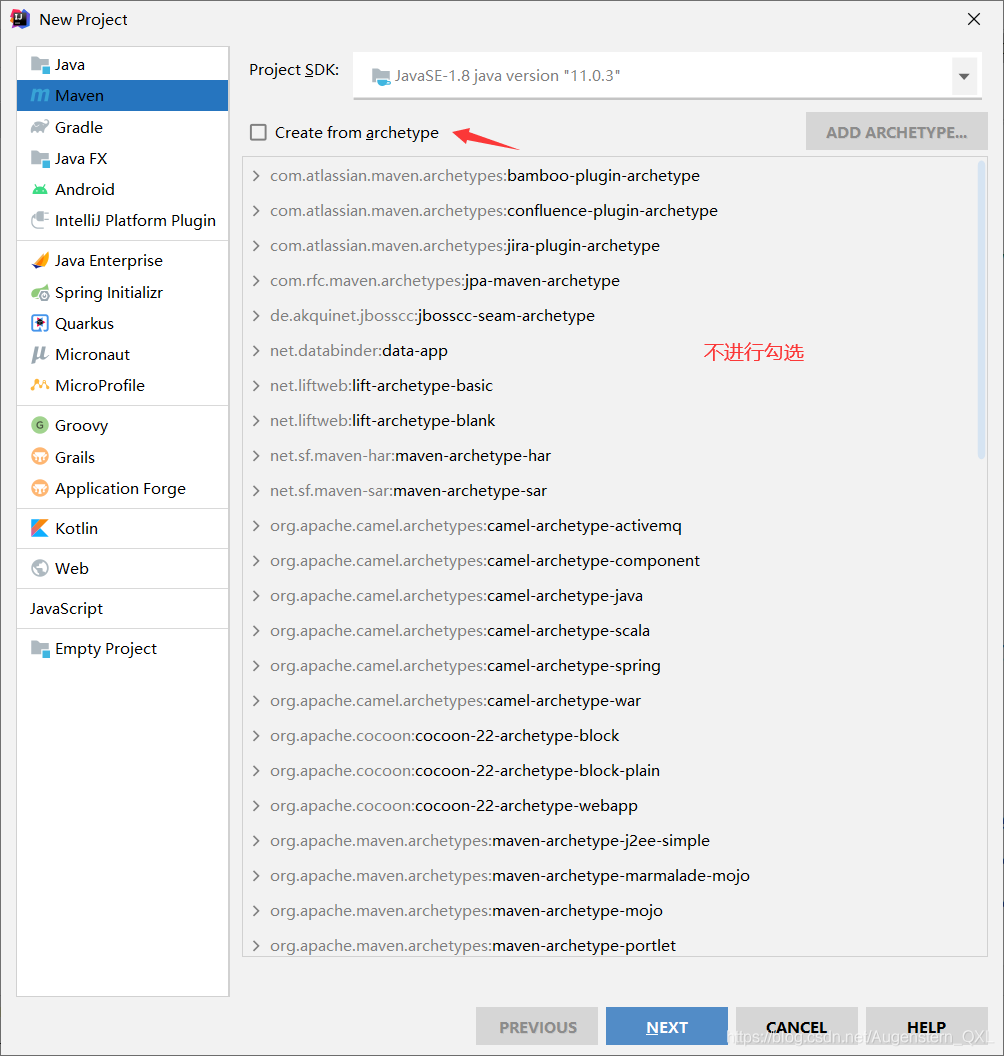 New Project
Java
Maven
Gradle
Java FX
Android
IntelliJ Platform Plugin
Java Enterprise
Spring Initializr
Quarkus
Micronaut
MicroProfile
Groovy
Grails
Application Forge
Kotlin
Web
JavaScript
Empty Project
Project SDK:
JavaSE-1.8 java version "11.0.3"
Create from archetype
ADD ARCHETYPE...
com.atlassian.maven.archetypes:bamboo-plugin-archetype
com.atlassian.maven.archetypes:confluence-plugin-archetype
com.atlassian.maven.archetypes:jira-plugin-archetype
com.rfc.maven.archetypes:jpa-maven-archetype
de.akquinet.jbosscc:jbosscc-seam-archetype
net.databinder:data-app
不进行勾选
net.liftweb:lift-archetype-basic
net.liftweb:lift-archetype-blank
net.sf.maven-har:maven-archetype-har
net.sf.maven-sar:maven-archetype-sar
org.apache.camel.archetypes:camel-archetype-activemq
org.apache.camel.archetypes:camel-archetype-component
org.apache.camel.archetypes:camel-archetype-java
org.apache.camel.archetypes:camel-archetype-scala
org.apache.camel.archetypes:camel-archetype-spring
org.apache.camel.archetypes:camel-archetype-war
org.apache.cocoon:cocoon-22-archetype-block
org.apache.cocoon:cocoon-22-archetype-block-plain
org.apache.cocoon:cocoon-22-archetype-webapp
org.apache.maven.archetypes:maven-archetype-j2ee-simple
org.apache.maven.archetypes:maven-archetype-marmalade-mojo
org.apache.maven.archetypes:maven-archetype-mojo
org.apache.maven.archetypes:maven-archetype-portlet
PREVIOUS
NEXT
CANCEL
HELP
https://blog.csdn.net/Augenstern_QXL